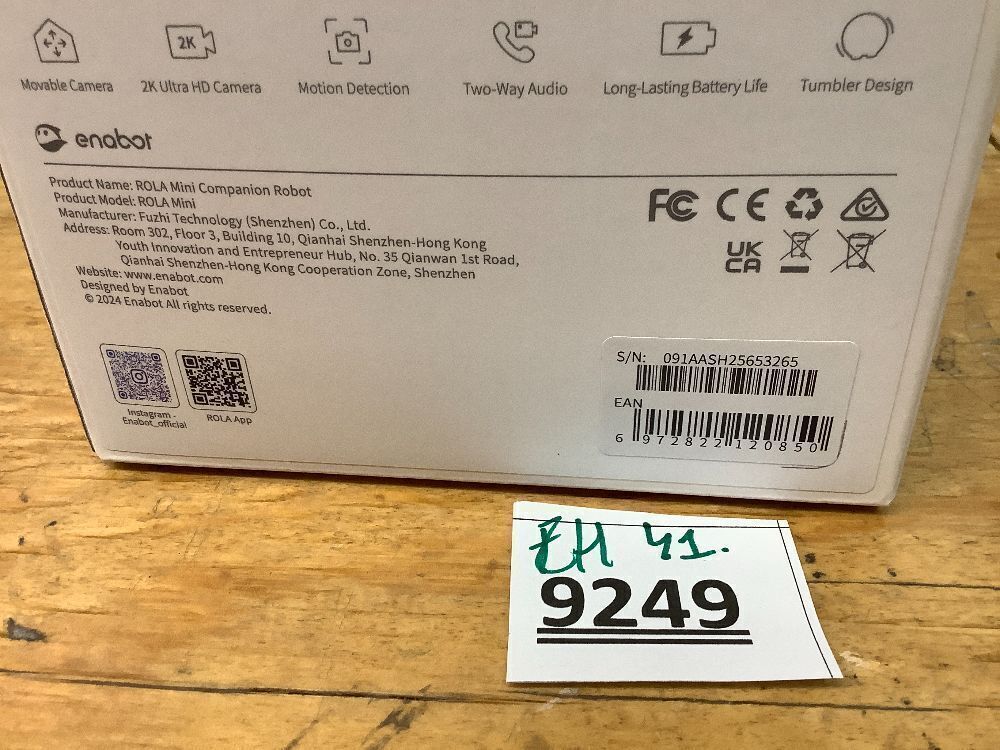 2K
Movable Camera
2K Ultra HD Camera
Motion Detection
Two-Way Audio
Long-Lasting Battery Life
Tumbler Design
enabot
Product Name: ROLA Mini Companion Robot
Product Model: ROLA Mini
Manufacturer: Fuzhi Technology (Shenzhen) Co., Ltd.
Address: Room 302, Floor 3, Building 10, Qianhai Shenzhen-Hong Kong
Youth Innovation and Entrepreneur Hub, No. 35 Qianwan 1st Road,
Qianhai Shenzhen-Hong Kong Cooperation Zone, Shenzhen
Website: www.enabot.com
Designed by Enabot
© 2024 Enabot All rights reserved.
FC CE
UK
CA
Instagram -
Enabot_official
ROLA App
S/N: 091AASH25653265
EAN
6 972822 120850
EH 41.
9249